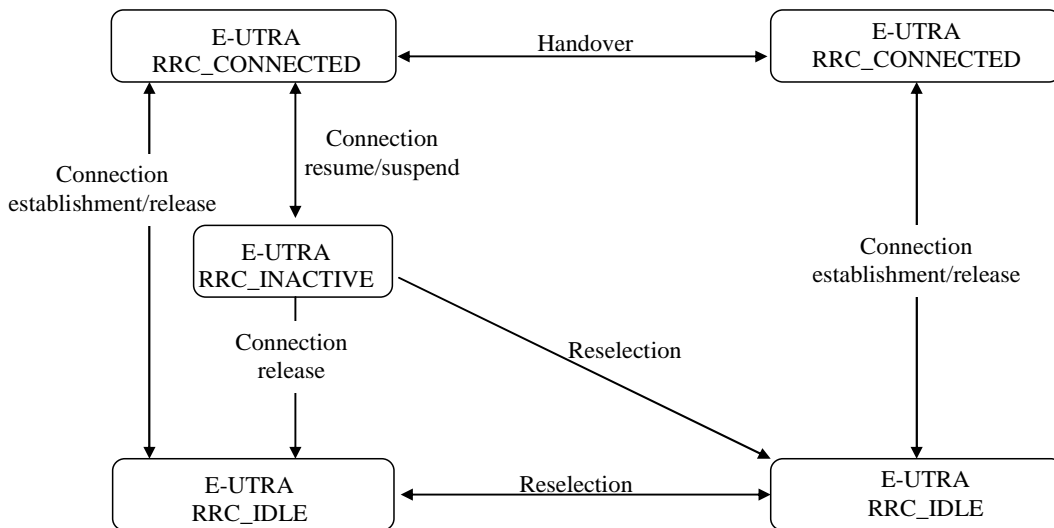 E-UTRA
RRC_CONNECTED
Handover
E-UTRA
RRC_CONNECTED
Connection
resume/suspend
Connection
establishment/release
E-UTRA
RRC_INACTIVE
Connection
establishment/release
Connection
release
Reselection
E-UTRA
RRC_IDLE
Reselection
E-UTRA
RRC_IDLE